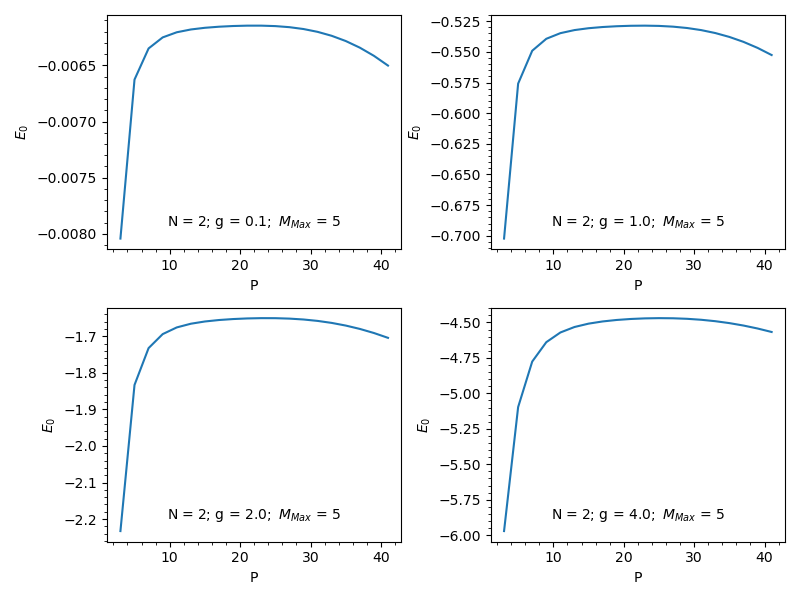 −0.0065
−0.0070
−0.0075
−0.0080
E₀
N = 2; g = 0.1; M_Max = 5
10 20 30 40
P
−0.525
−0.550
−0.575
−0.600
−0.625
−0.650
−0.675
−0.700
E₀
N = 2; g = 1.0; M_Max = 5
10 20 30 40
P
−1.7
−1.8
−1.9
−2.0
−2.1
−2.2
E₀
N = 2; g = 2.0; M_Max = 5
10 20 30 40
P
−4.50
−4.75
−5.00
−5.25
−5.50
−5.75
−6.00
E₀
N = 2; g = 4.0; M_Max = 5
10 20 30 40
P